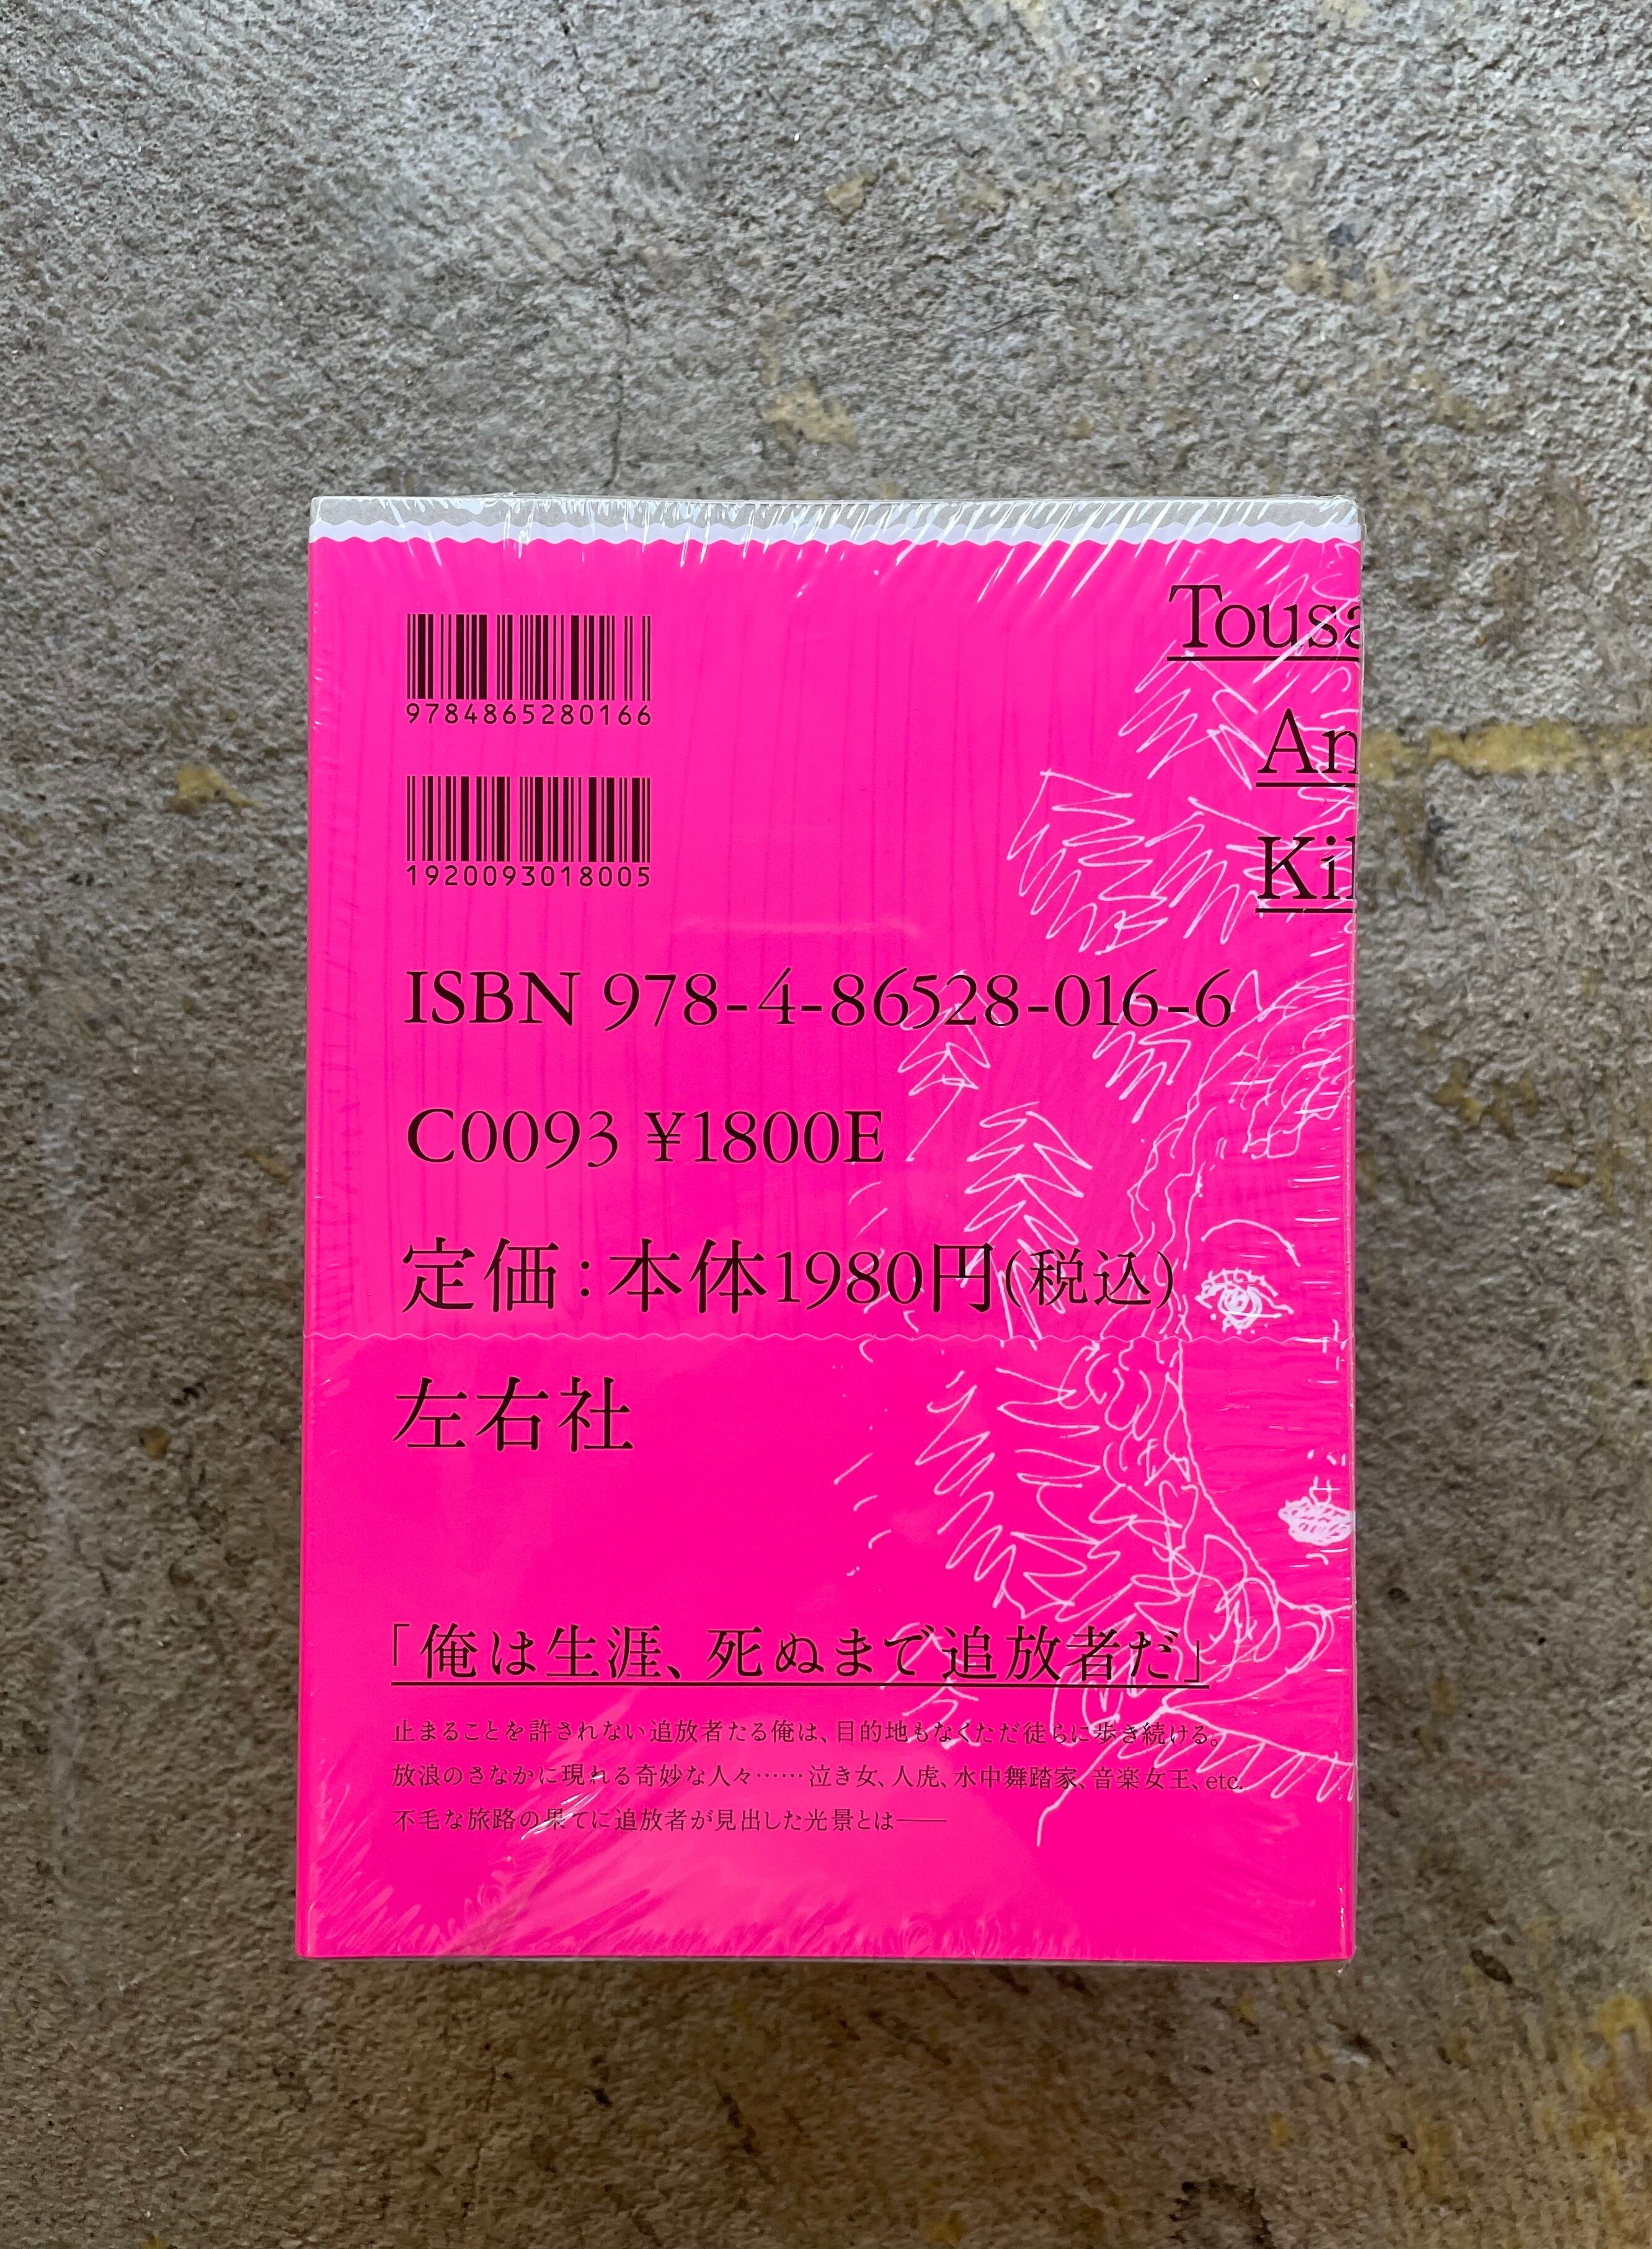 Tousa
An
Ki
9784865280166
1920093018005
ISBN 978-4-86528-016-6
C0093 ¥1800E
定価:本体1980円(税込)
左右社
「俺は生涯、死ぬまで追放者だ」
止まることを許されない追放者たる俺は、目的地もなくただ徒らに歩き続ける。
放浪のさなかに現れる奇妙な人々……泣き女、人虎、水中舞踏家、音楽女王、etc.
不毛な旅路の果てに追放者が見出した光景とは――